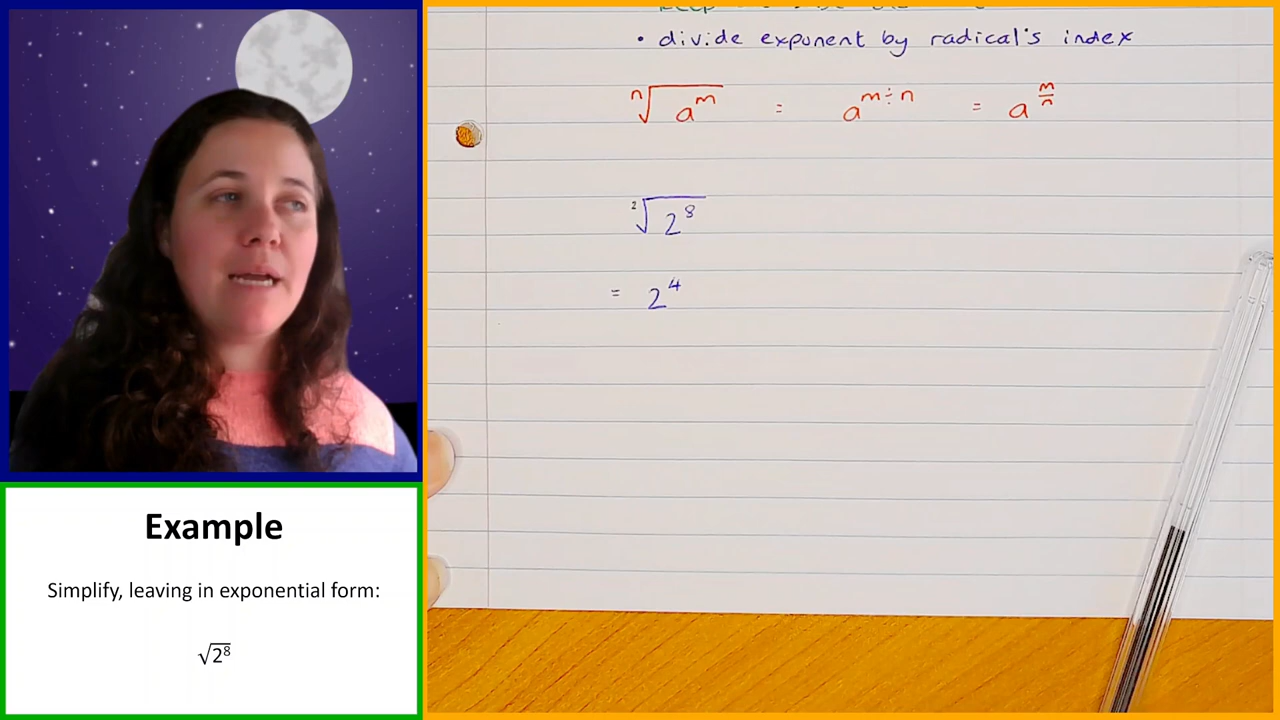 Example
Simplify, leaving in exponential form:
√2⁸
• divide exponent by radical's index
ⁿ√aᵐ = a^(m÷n) = a^(m/n)
²√2⁸
= 2⁴